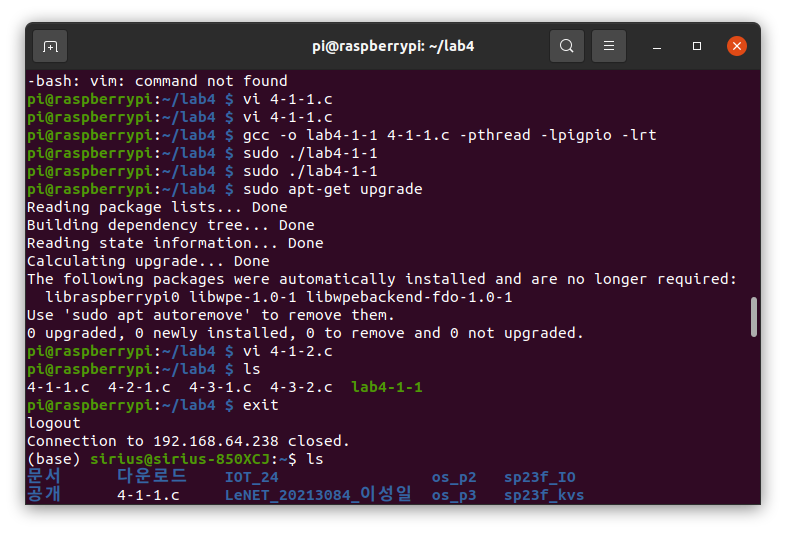 pi@raspberrypi: ~/lab4
-bash: vim: command not found
pi@raspberrypi:~/lab4 $ vi 4-1-1.c
pi@raspberrypi:~/lab4 $ vi 4-1-1.c
pi@raspberrypi:~/lab4 $ gcc -o lab4-1-1 4-1-1.c -pthread -lpigpio -lrt
pi@raspberrypi:~/lab4 $ sudo ./lab4-1-1
pi@raspberrypi:~/lab4 $ sudo ./lab4-1-1
pi@raspberrypi:~/lab4 $ sudo apt-get upgrade
Reading package lists... Done
Building dependency tree... Done
Reading state information... Done
Calculating upgrade... Done
The following packages were automatically installed and are no longer required:
  libraspberrypi0 libwpe-1.0-1 libwpebackend-fdo-1.0-1
Use 'sudo apt autoremove' to remove them.
0 upgraded, 0 newly installed, 0 to remove and 0 not upgraded.
pi@raspberrypi:~/lab4 $ vi 4-1-2.c
pi@raspberrypi:~/lab4 $ ls
4-1-1.c  4-2-1.c  4-3-1.c  4-3-2.c  lab4-1-1
pi@raspberrypi:~/lab4 $ exit
logout
Connection to 192.168.64.238 closed.
(base) sirius@sirius-850XCJ:~$ ls
문서      다운로드    IOT_24                 os_p2   sp23f_IO
공개      4-1-1.c     LeNET_20213084_이성일  os_p3   sp23f_kvs